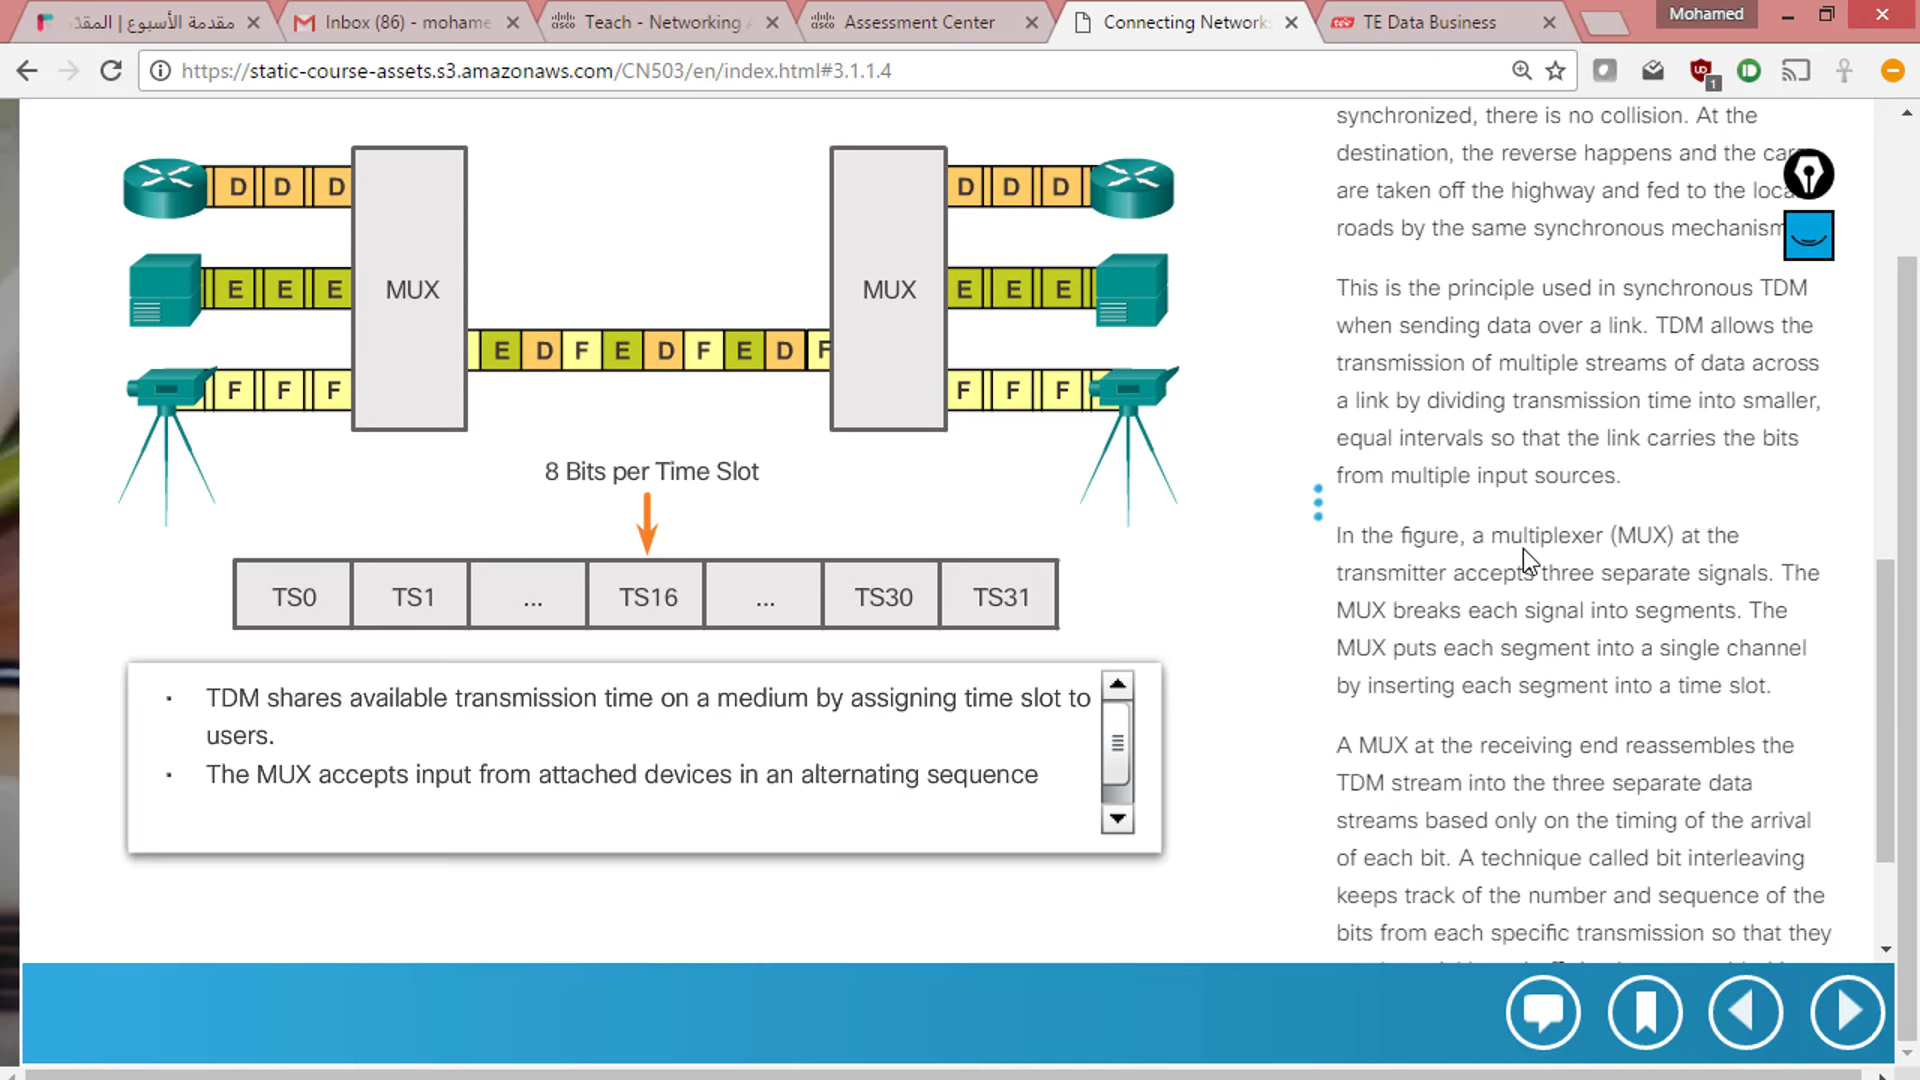 مقدمة الأسبوع | المقدّ
Inbox (86) - mohame
Teach - Networking A
Assessment Center
Connecting Network
TE Data Business
Mohamed
https://static-course-assets.s3.amazonaws.com/CN503/en/index.html#3.1.1.4
1
D D D
MUX
MUX
D D D
E E E
E E E
E D F E D F E D F
F F F
F F F
8 Bits per Time Slot
TS0 TS1 ... TS16 ... TS30 TS31
· TDM shares available transmission time on a medium by assigning time slot to
users.
· The MUX accepts input from attached devices in an alternating sequence
synchronized, there is no collision. At the
destination, the reverse happens and the cars
are taken off the highway and fed to the local
roads by the same synchronous mechanism
This is the principle used in synchronous TDM
when sending data over a link. TDM allows the
transmission of multiple streams of data across
a link by dividing transmission time into smaller,
equal intervals so that the link carries the bits
from multiple input sources.
In the figure, a multiplexer (MUX) at the
transmitter accepts three separate signals. The
MUX breaks each signal into segments. The
MUX puts each segment into a single channel
by inserting each segment into a time slot.
A MUX at the receiving end reassembles the
TDM stream into the three separate data
streams based only on the timing of the arrival
of each bit. A technique called bit interleaving
keeps track of the number and sequence of the
bits from each specific transmission so that they